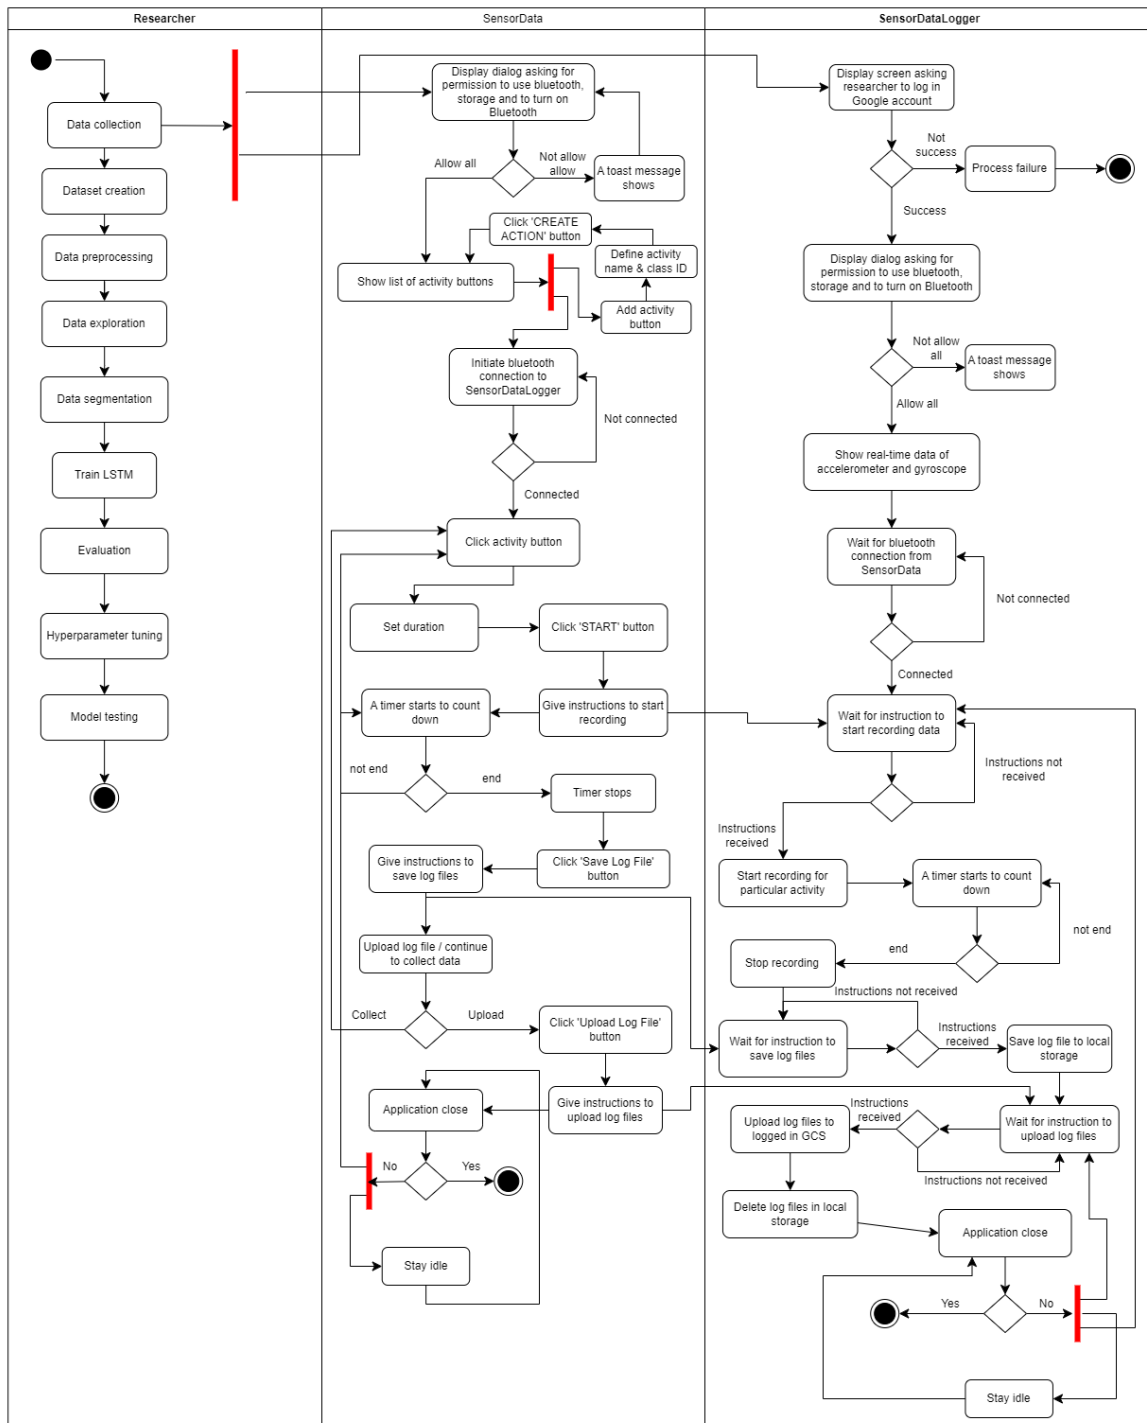 Researcher
Data collection
Dataset creation
Data preprocessing
Data exploration
Data segmentation
Train LSTM
Evaluation
Hyperparameter tuning
Model testing
SensorData
Display dialog asking for
permission to use bluetooth,
storage and to turn on
Bluetooth
Allow all
Not allow
allow
A toast message
shows
Click 'CREATE
ACTION' button
Define activity
name & class ID
Show list of activity buttons
Add activity
button
Initiate bluetooth
connection to
SensorDataLogger
Not connected
Connected
Click activity button
Set duration
Click 'START' button
A timer starts to count
down
Give instructions to start
recording
not end
end
Timer stops
Give instructions to
save log files
Click 'Save Log File'
button
Upload log file / continue
to collect data
Collect
Upload
Click 'Upload Log File'
button
Application close
Give instructions to
upload log files
No
Yes
Stay idle
SensorDataLogger
Display screen asking
researcher to log in
Google account
Not
success
Process failure
Success
Display dialog asking for
permission to use bluetooth,
storage and to turn on Bluetooth
Not allow
all
A toast message
shows
Allow all
Show real-time data of
accelerometer and gyroscope
Wait for bluetooth
connection from
SensorData
Not connected
Connected
Wait for instruction to
start recording data
Instructions not
received
Instructions
received
Start recording for
particular activity
A timer starts to count
down
not end
end
Stop recording
Instructions not received
Wait for instruction to
save log files
Instructions
received
Save log file to local
storage
Upload log files to
logged in GCS
Instructions
received
Wait for instruction to
upload log files
Instructions not received
Delete log files in local
storage
Application close
Yes
No
Stay idle